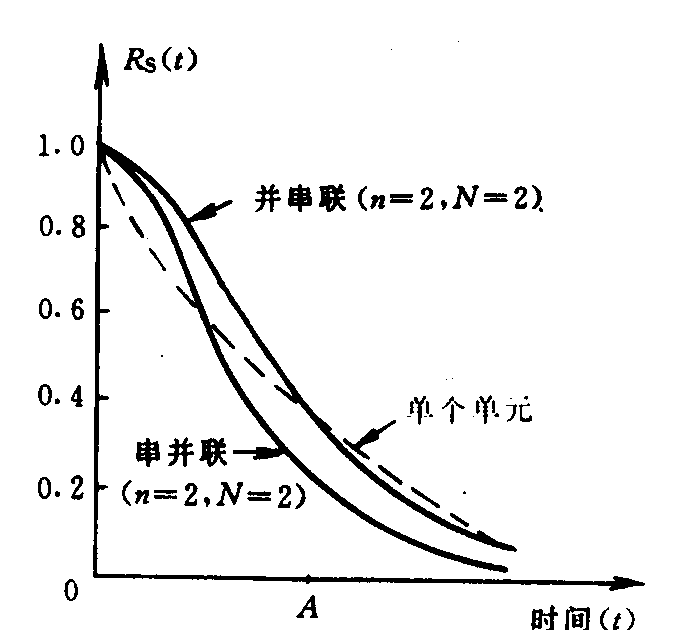 Rs(t)
1.0
并串联(n=2,N=2)
0.8
0.6
0.4
单个单元
串并联
(n=2,N=2)
0.2
0
A
时间(t)